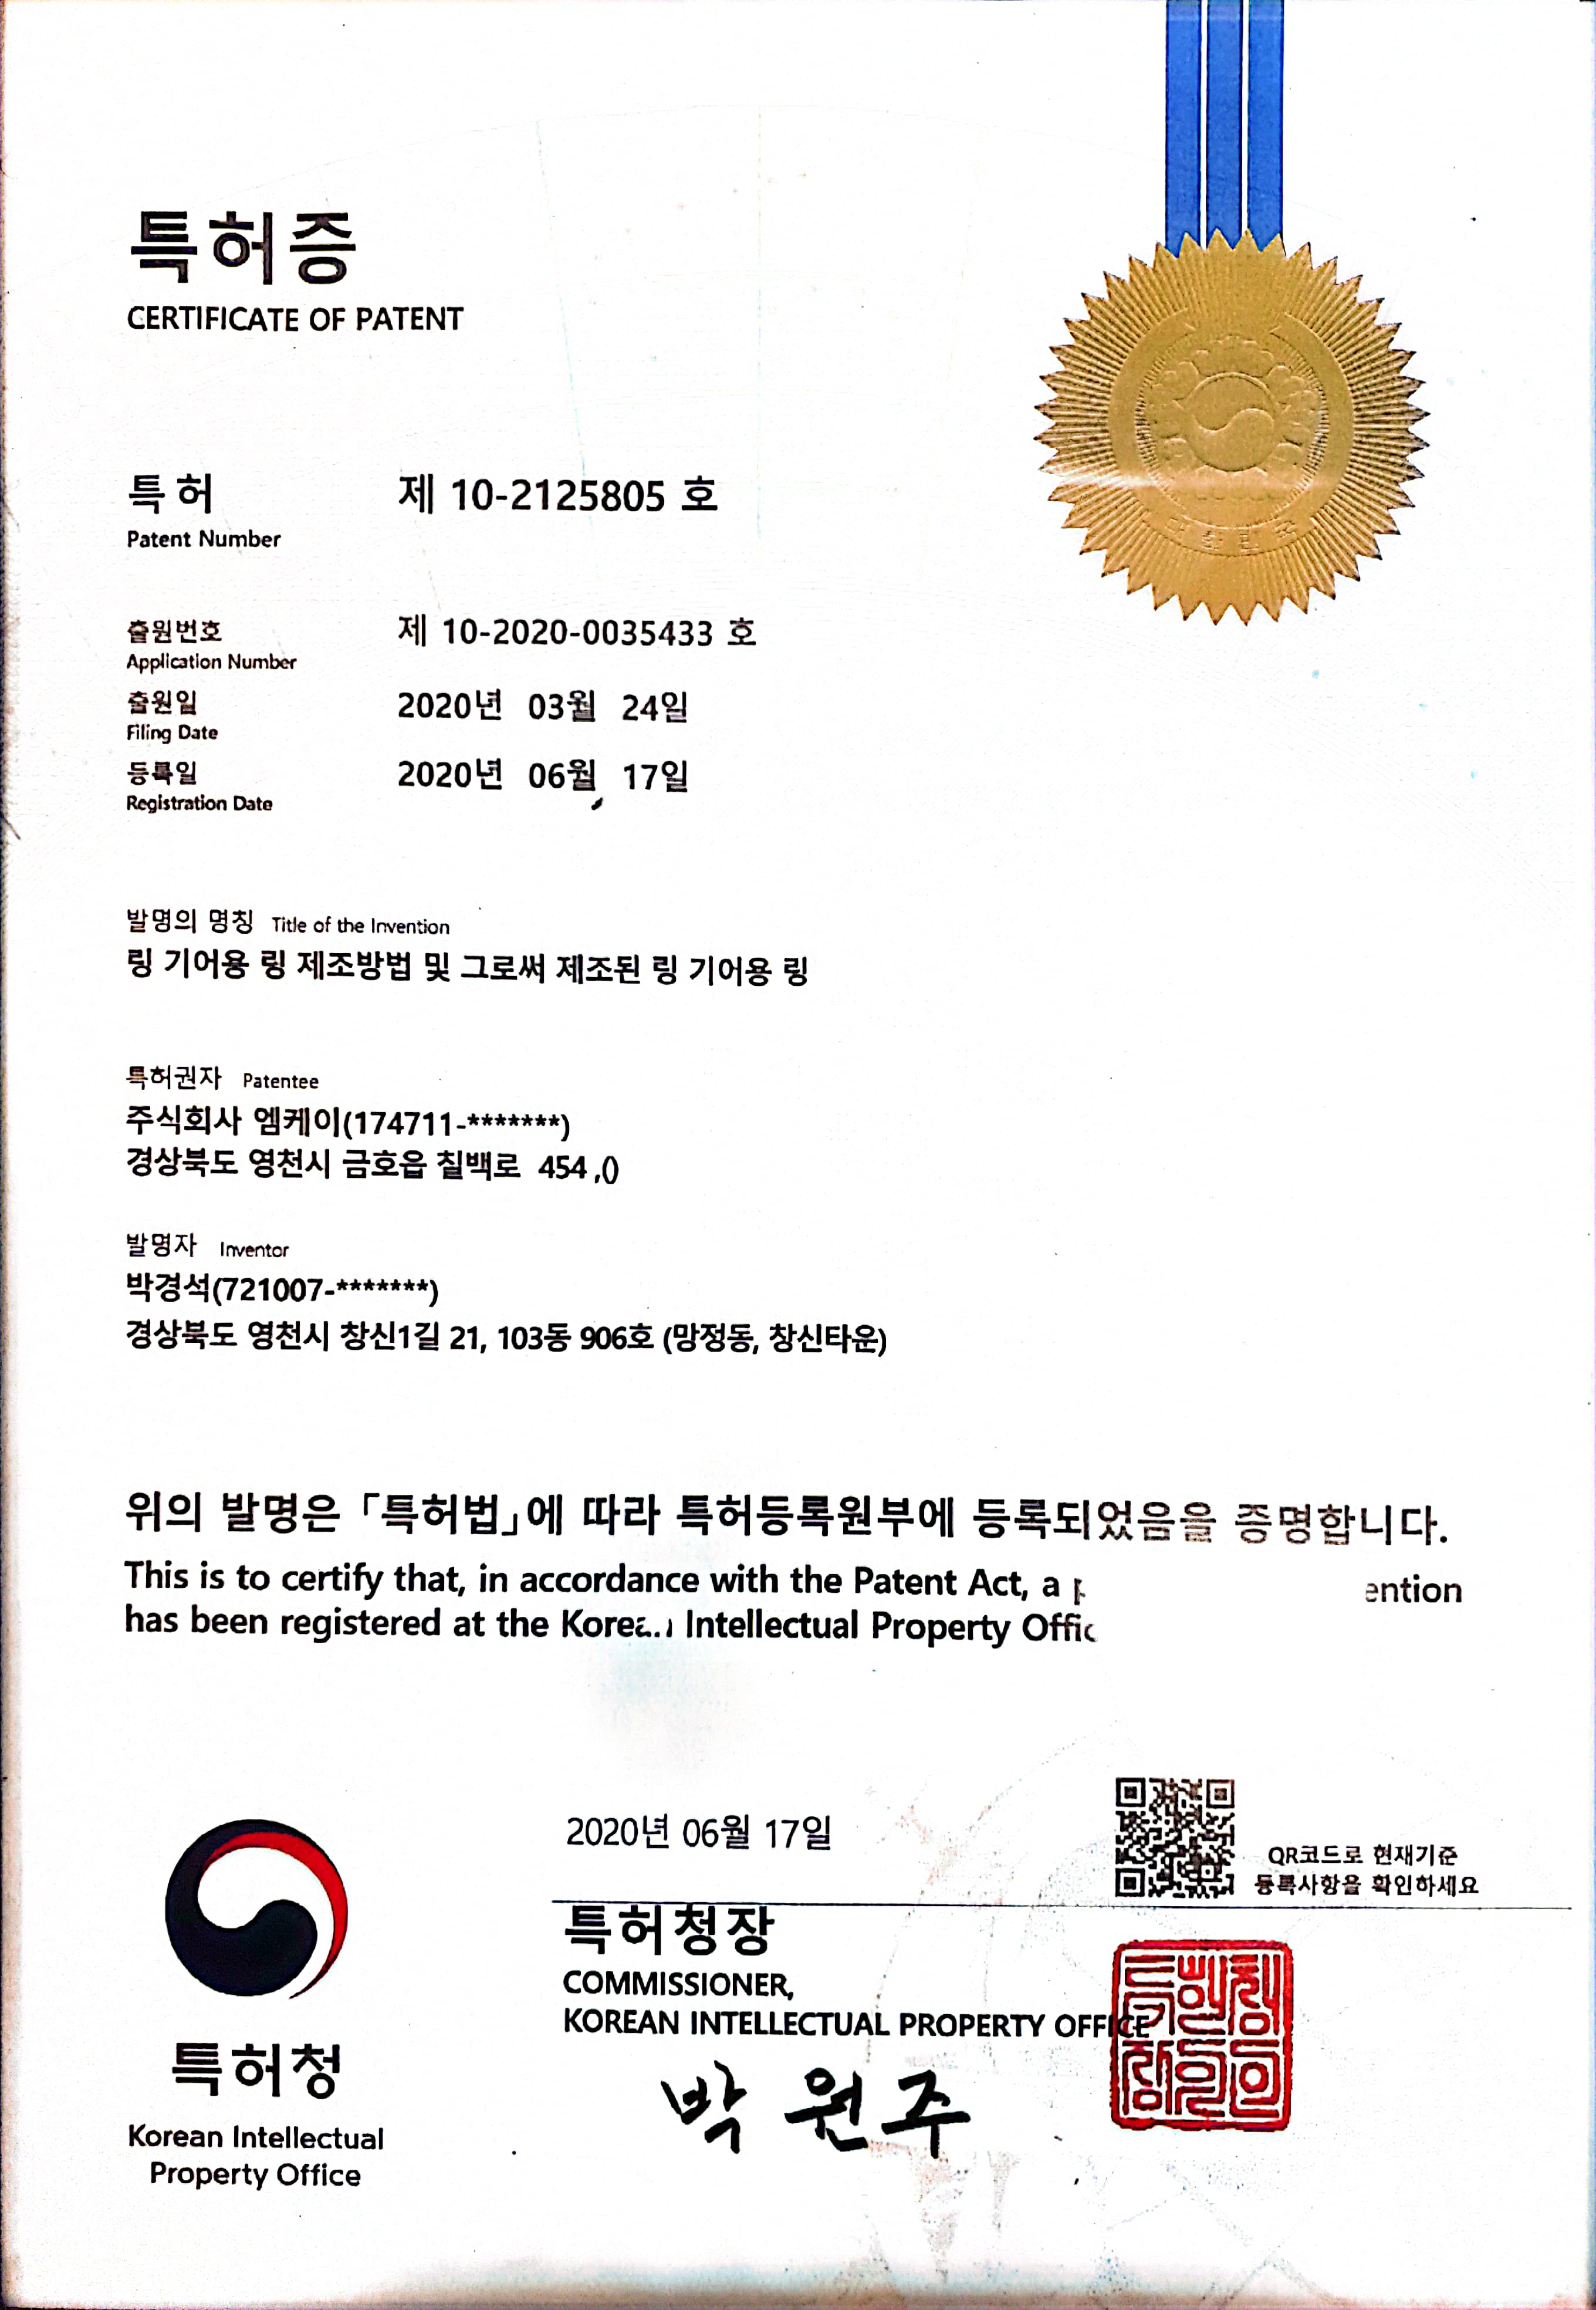 특허증
CERTIFICATE OF PATENT
특 허 제 10-2125805 호
Patent Number
출원번호 제 10-2020-0035433 호
Application Number
출원일 2020년 03월 24일
Filing Date
등록일 2020년 06월 17일
Registration Date
발명의 명칭 Title of the Invention
링 기어용 링 제조방법 및 그로써 제조된 링 기어용 링
특허권자 Patentee
주식회사 엠케이(174711-*******)
경상북도 영천시 금호읍 칠백로 454 ,()
발명자 Inventor
박경석(721007-*******)
경상북도 영천시 창신1길 21, 103동 906호 (망정동, 창신타운)
위의 발명은 「특허법」에 따라 특허등록원부에 등록되었음을 증명합니다.
This is to certify that, in accordance with the Patent Act, a
has been registered at the Intellectual Property
2020년 06월 17일
QR코드로 현재기준
등록사항을 확인하세요
특허청장
COMMISSIONER,
KOREAN INTELLECTUAL PROPERTY OFFICE
박 원 주
특허청
Korean Intellectual
Property Office
대한민국